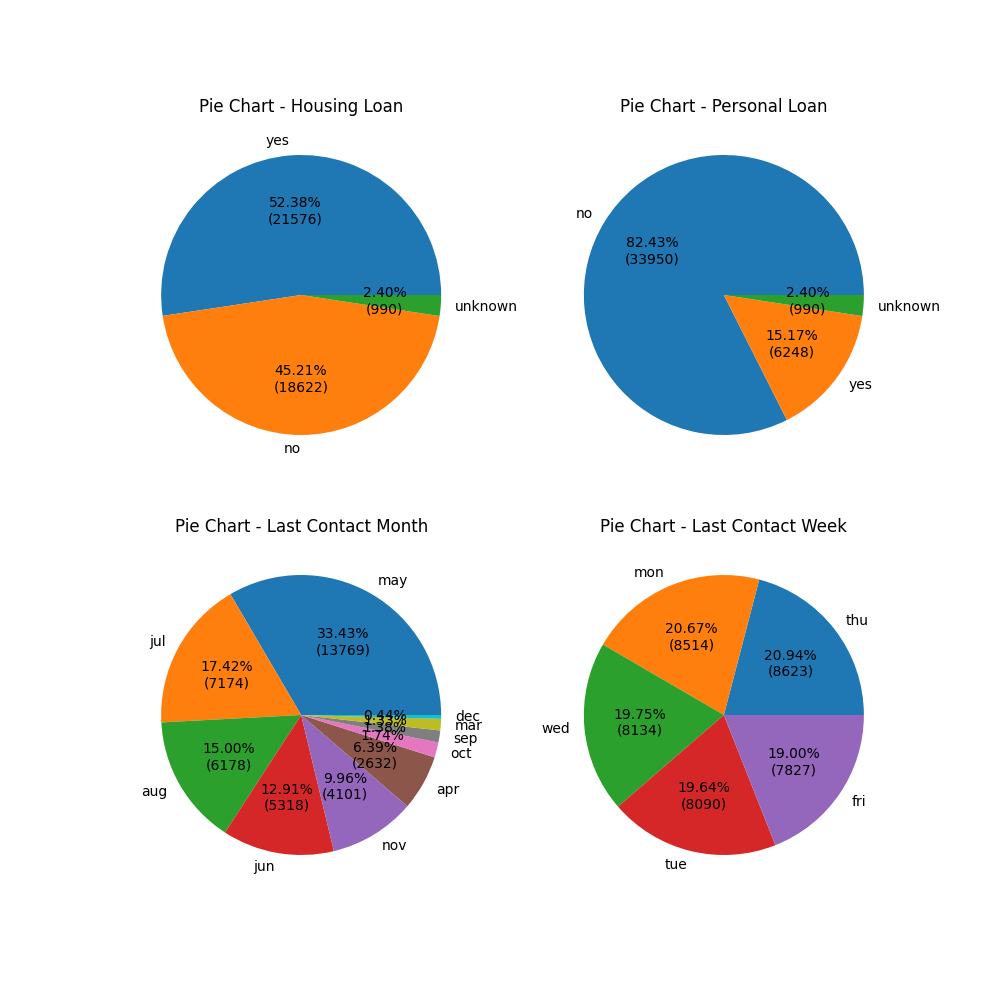 Pie Chart - Housing Loan
yes
52.38%
(21576)
2.40%
(990)
unknown
45.21%
(18622)
no
Pie Chart - Personal Loan
no
82.43%
(33950)
2.40%
(990)
unknown
15.17%
(6248)
yes
Pie Chart - Last Contact Month
may
33.43%
(13769)
jul
17.42%
(7174)
0.44%
dec
1.33%
mar
1.38%
sep
1.74%
oct
6.39%
(2632)
apr
15.00%
(6178)
aug
12.91%
(5318)
jun
9.96%
(4101)
nov
Pie Chart - Last Contact Week
mon
20.67%
(8514)
thu
20.94%
(8623)
wed
19.75%
(8134)
19.64%
(8090)
tue
19.00%
(7827)
fri